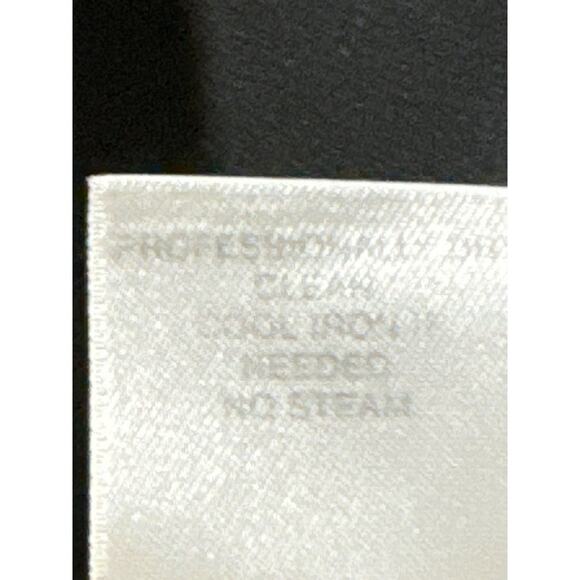 PROFESSIONALLY DRY
CLEAN
COOL IRON IF
NEEDED
NO STEAM